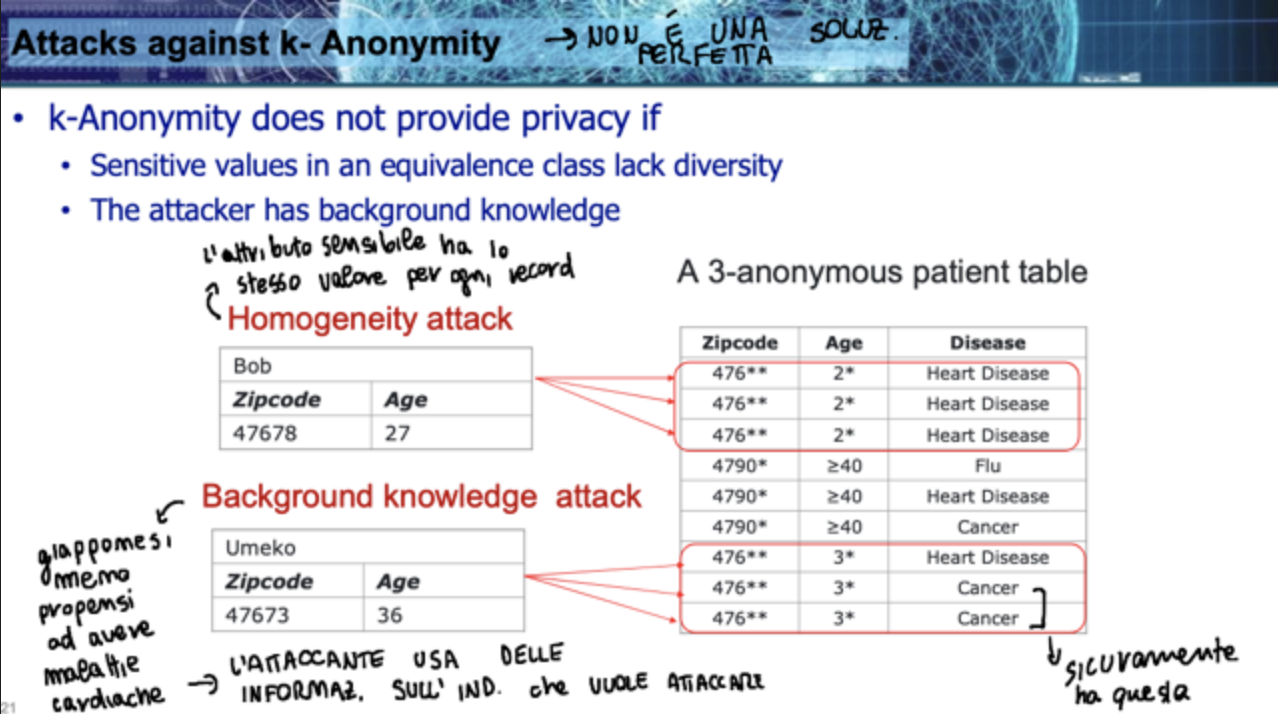 Attacks against k- Anonymity → NON È UNA SOLUZ.
PERFETTA
• k-Anonymity does not provide privacy if
• Sensitive values in an equivalence class lack diversity
• The attacker has background knowledge
L'attributo sensibile ha lo
stesso valore per ogni record
Homogeneity attack
Bob
Zipcode Age
47678 27
A 3-anonymous patient table
Zipcode Age Disease
476** 2* Heart Disease
476** 2* Heart Disease
476** 2* Heart Disease
4790* ≥40 Flu
4790* ≥40 Heart Disease
4790* ≥40 Cancer
476** 3* Heart Disease
476** 3* Cancer
476** 3* Cancer
Background knowledge attack
Umeko
Zipcode Age
47673 36
giapponesi
meno
propensi
ad avere
malattie
cardiache → L'ATTACCANTE USA DELLE
INFORMAZ. SULL' IND. che VUOLE ATTACCARE
sicuramente
ha questa
21